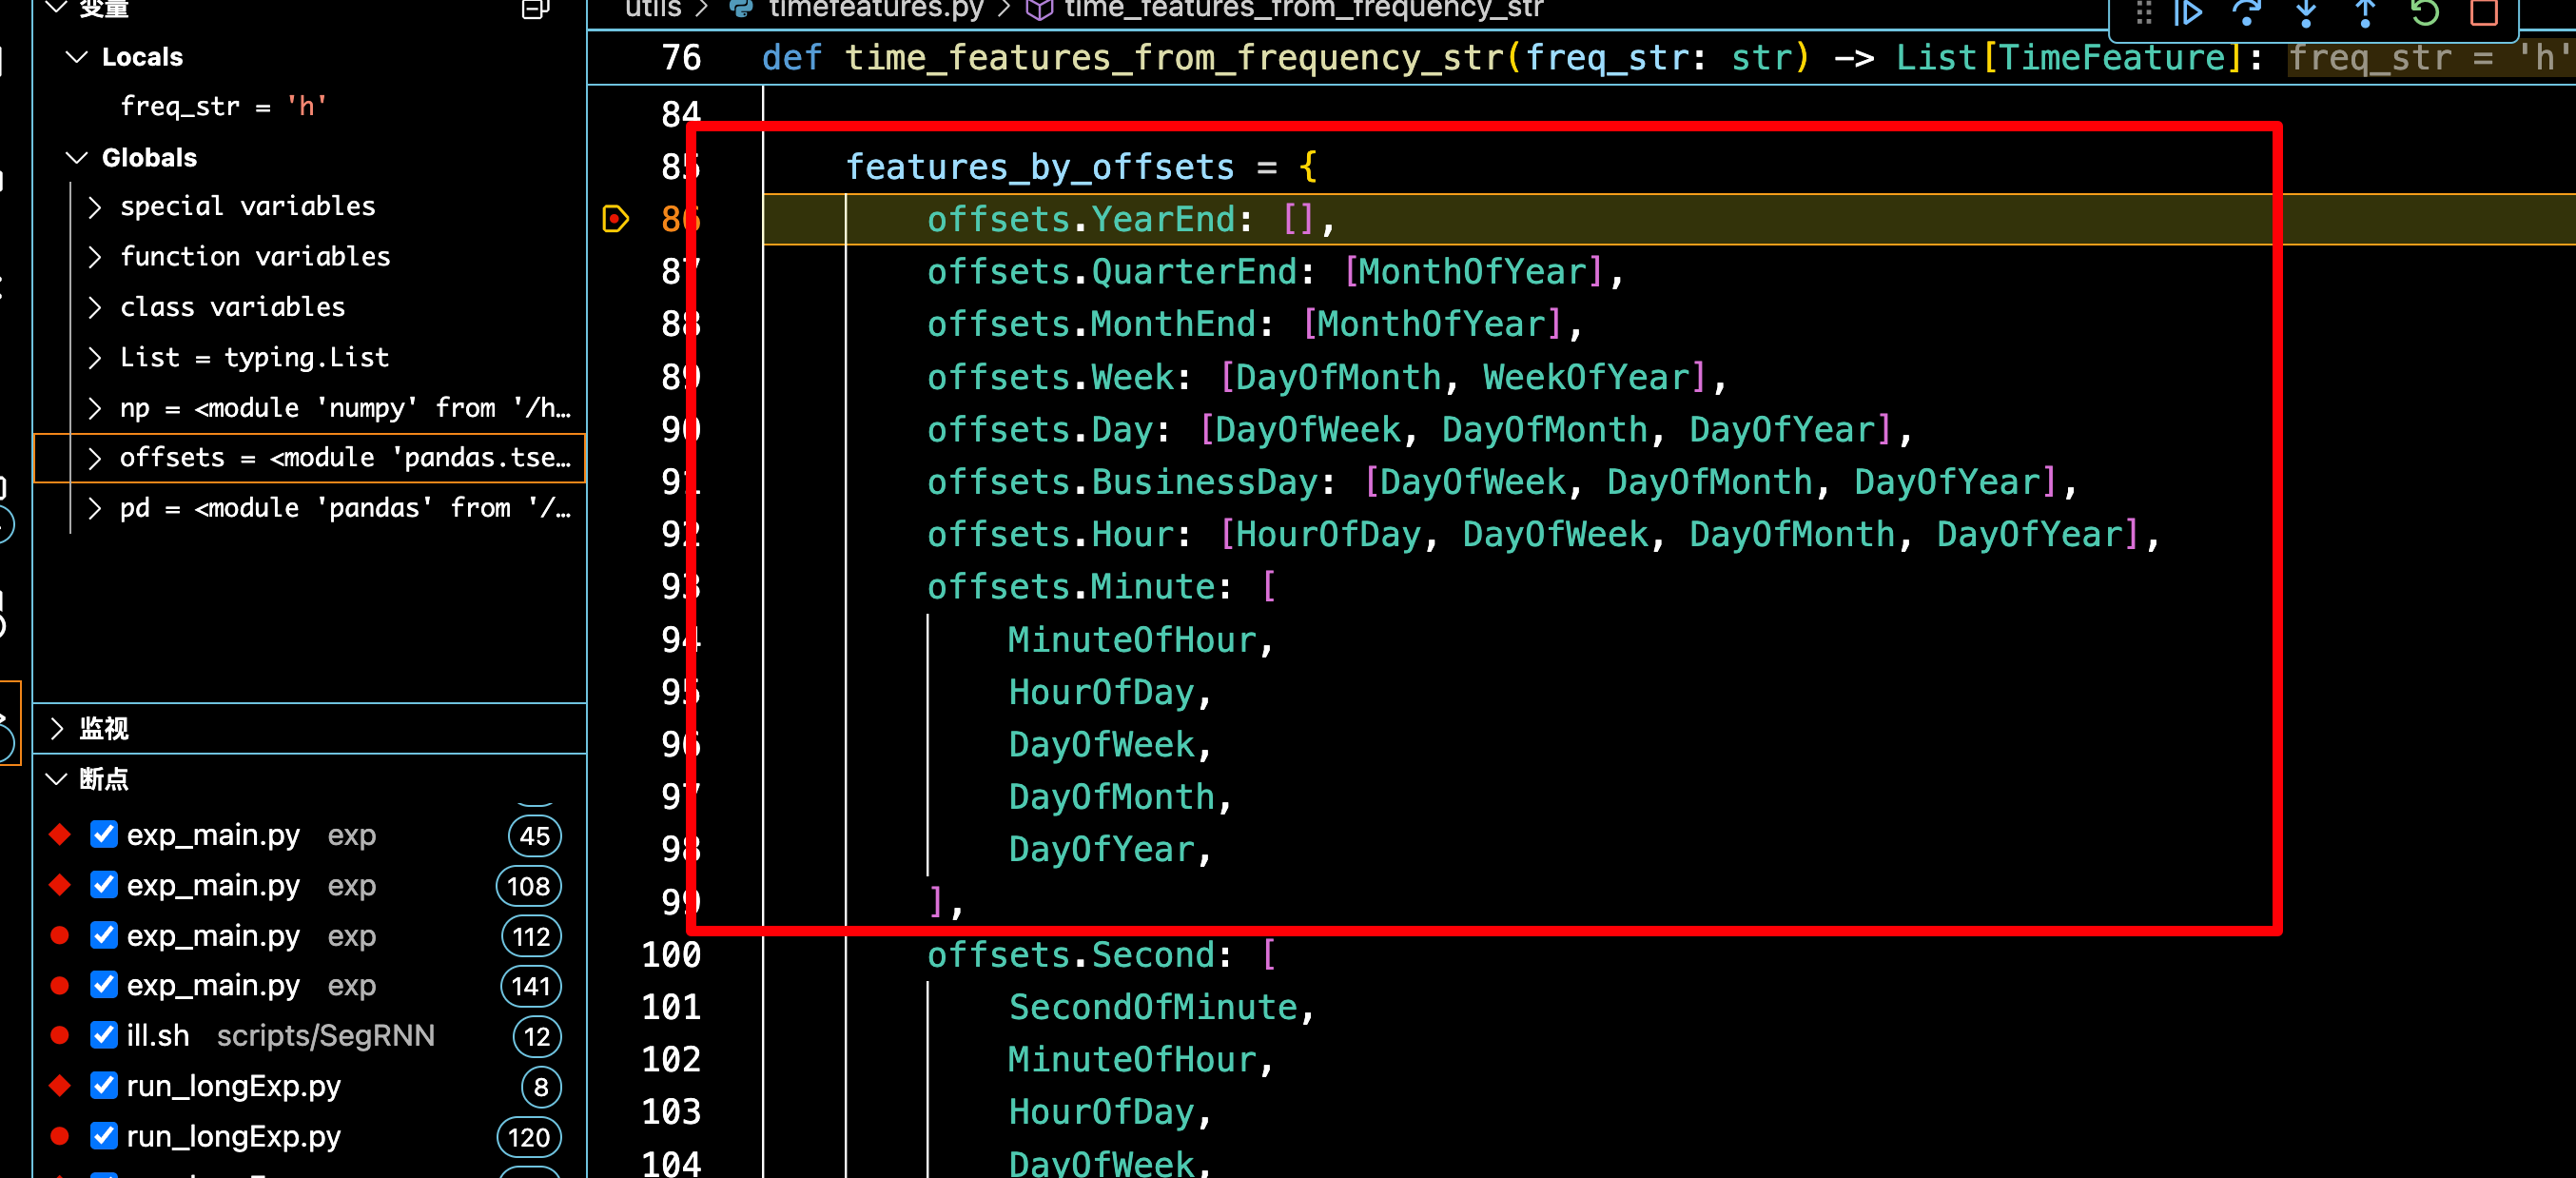 变量
Locals
freq_str = 'h'
Globals
special variables
function variables
class variables
List = typing.List
np = <module 'numpy' from '/h…
offsets = <module 'pandas.tse…
pd = <module 'pandas' from '/…
监视
断点
exp_main.py exp 45
exp_main.py exp 108
exp_main.py exp 112
exp_main.py exp 141
ill.sh scripts/SegRNN 12
run_longExp.py 8
run_longExp.py 120
utils > timefeatures.py > time_features_from_frequency_str
76 def time_features_from_frequency_str(freq_str: str) -> List[TimeFeature]: freq_str = 'h'
84
85 features_by_offsets = {
86 offsets.YearEnd: [],
87 offsets.QuarterEnd: [MonthOfYear],
88 offsets.MonthEnd: [MonthOfYear],
89 offsets.Week: [DayOfMonth, WeekOfYear],
90 offsets.Day: [DayOfWeek, DayOfMonth, DayOfYear],
91 offsets.BusinessDay: [DayOfWeek, DayOfMonth, DayOfYear],
92 offsets.Hour: [HourOfDay, DayOfWeek, DayOfMonth, DayOfYear],
93 offsets.Minute: [
94 MinuteOfHour,
95 HourOfDay,
96 DayOfWeek,
97 DayOfMonth,
98 DayOfYear,
99 ],
100 offsets.Second: [
101 SecondOfMinute,
102 MinuteOfHour,
103 HourOfDay,
104 DayOfWeek,